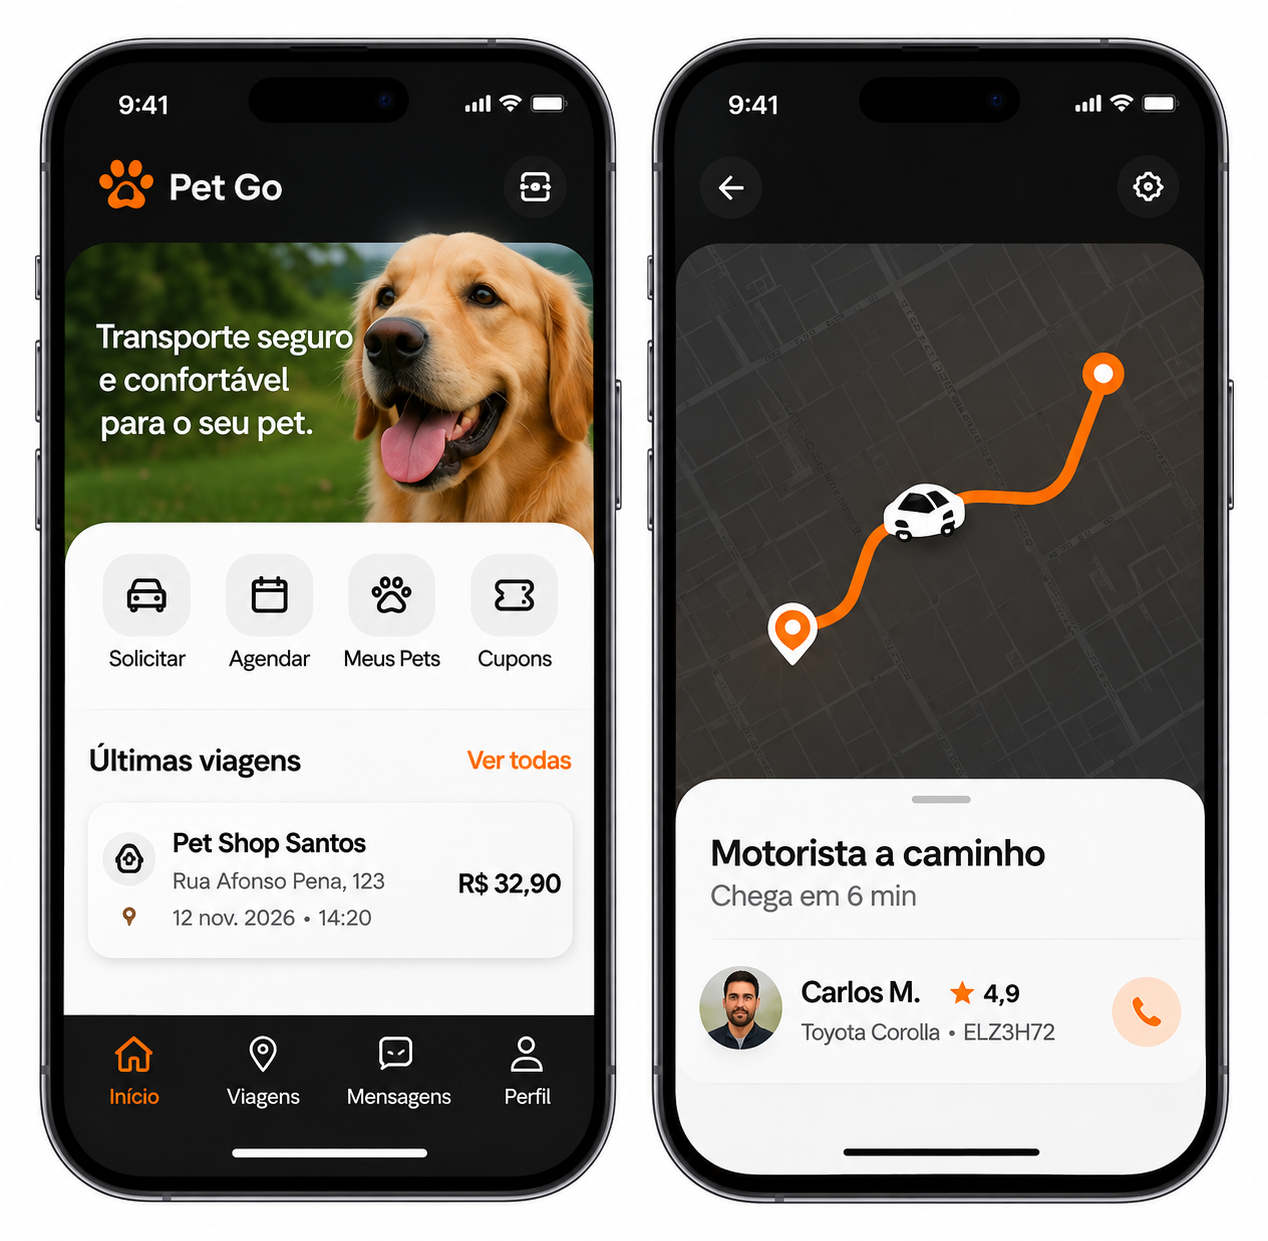 9:41
Pet Go
Transporte seguro
e confortável
para o seu pet.
Solicitar
Agendar
Meus Pets
Cupons
Últimas viagens
Ver todas
Pet Shop Santos
Rua Afonso Pena, 123
R$ 32,90
12 nov. 2026 • 14:20
Início
Viagens
Mensagens
Perfil
9:41
Motorista a caminho
Chega em 6 min
Carlos M.
4,9
Toyota Corolla • ELZ3H72